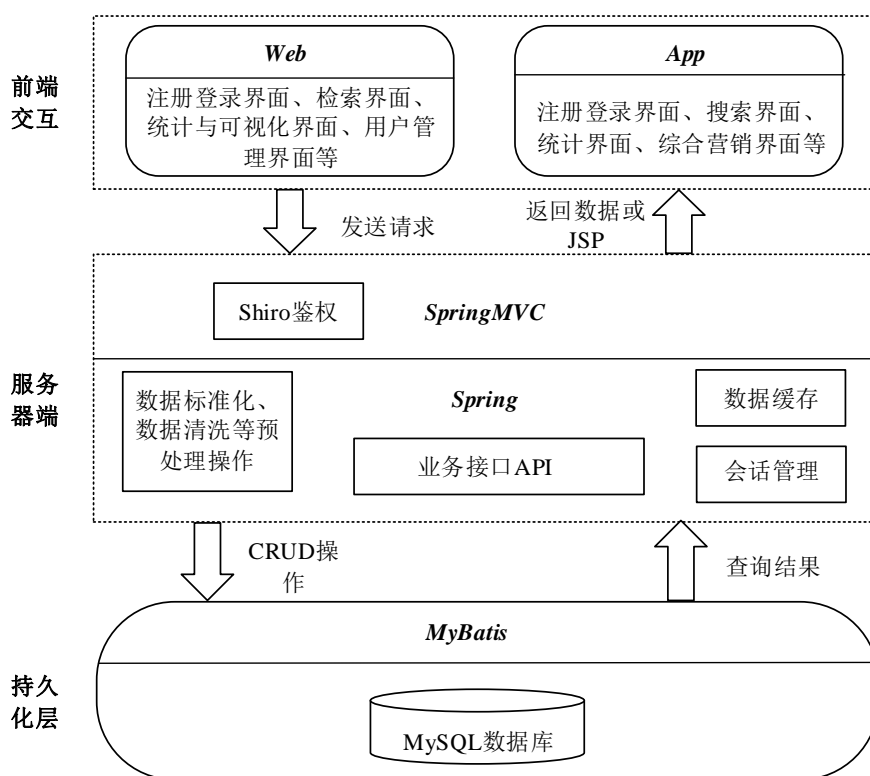 前端
交互
Web
注册登录界面、检索界面、
统计与可视化界面、用户管
理界面等
App
注册登录界面、搜索界面、
统计界面、综合营销界面等
发送请求
返回数据或
JSP
服务
器端
Shiro鉴权
SpringMVC
数据标准化、
数据清洗等预
处理操作
Spring
业务接口API
数据缓存
会话管理
CRUD操
作
查询结果
持久
化层
MyBatis
MySQL数据库